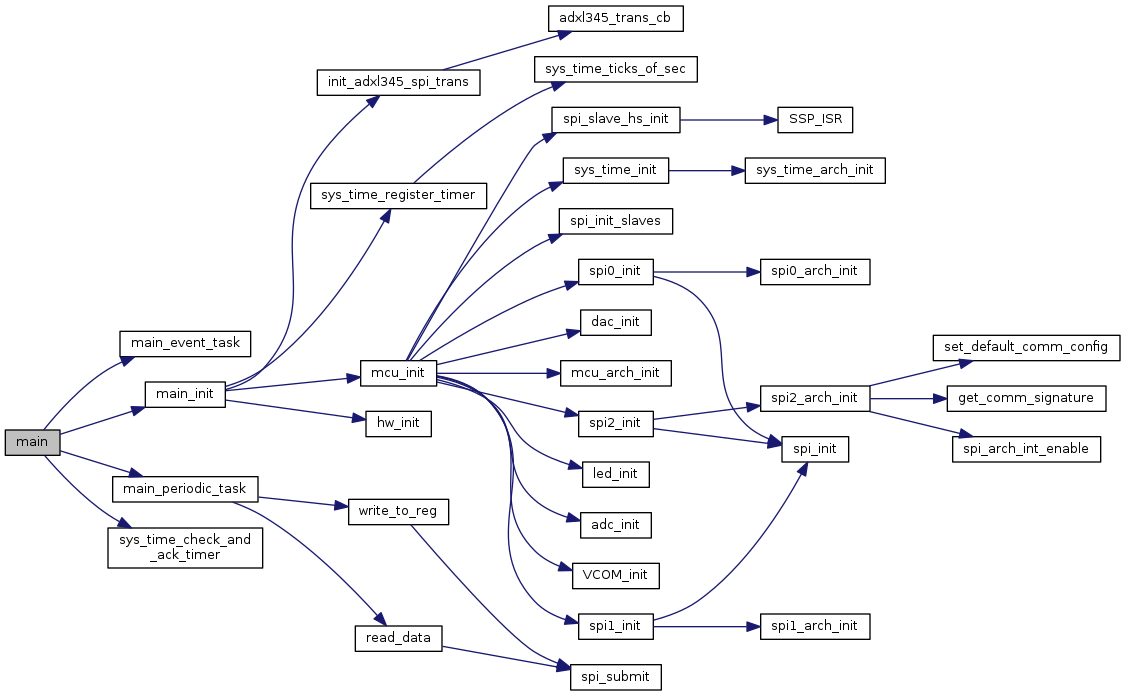 adxl345_trans_cb
sys_time_ticks_of_sec
init_adxl345_spi_trans
spi_slave_hs_init
SSP_ISR
sys_time_init
sys_time_arch_init
sys_time_register_timer
spi_init_slaves
spi0_init
spi0_arch_init
dac_init
main_event_task
set_default_comm_config
mcu_init
mcu_arch_init
main_init
spi2_arch_init
get_comm_signature
hw_init
spi2_init
main
spi_init
spi_arch_int_enable
led_init
main_periodic_task
write_to_reg
adc_init
sys_time_check_and
_ack_timer
VCOM_init
spi1_init
spi1_arch_init
read_data
spi_submit